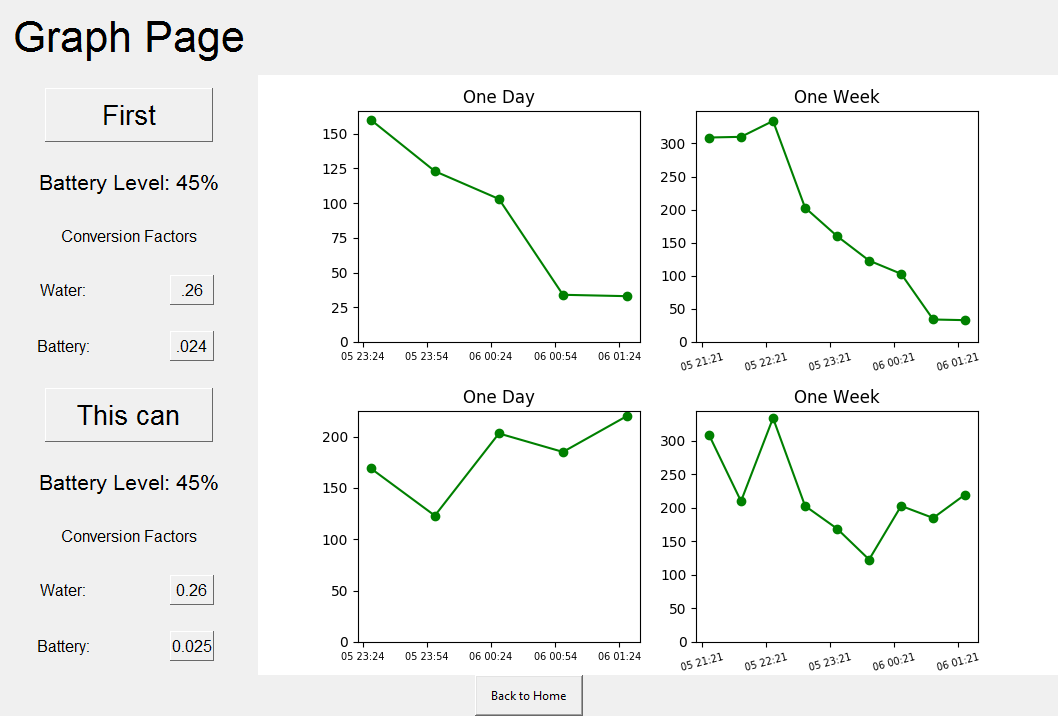 Graph Page
First
Battery Level: 45%
Conversion Factors
Water: .26
Battery: .024
This can
Battery Level: 45%
Conversion Factors
Water: 0.26
Battery: 0.025
One Day
150
125
100
75
50
25
0
05 23:24 05 23:54 06 00:24 06 00:54 06 01:24
One Week
300
250
200
150
100
50
0
05 21:21 05 22:21 05 23:21 06 00:21 06 01:21
One Day
200
150
100
50
0
05 23:24 05 23:54 06 00:24 06 00:54 06 01:24
One Week
300
250
200
150
100
50
0
05 21:21 05 22:21 05 23:21 06 00:21 06 01:21
Back to Home